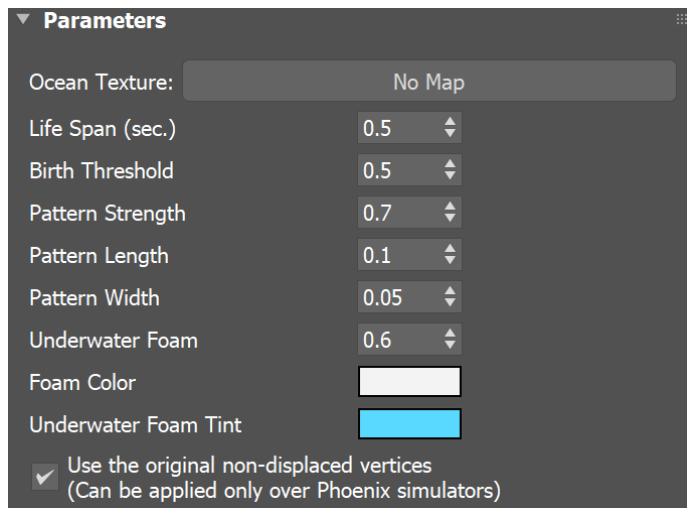 Parameters
Ocean Texture: No Map
Life Span (sec.) 0.5
Birth Threshold 0.5
Pattern Strength 0.7
Pattern Length 0.1
Pattern Width 0.05
Underwater Foam 0.6
Foam Color
Underwater Foam Tint
Use the original non-displaced vertices
(Can be applied only over Phoenix simulators)